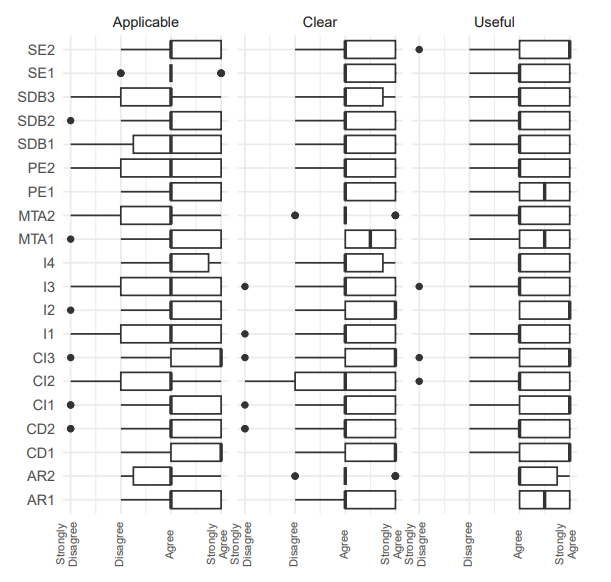 Applicable Clear Useful
SE2
SE1
SDB3
SDB2
SDB1
PE2
PE1
MTA2
MTA1
I4
I3
I2
I1
CI3
CI2
CI1
CD2
CD1
AR2
AR1
Strongly
Disagree
Disagree
Agree
Strongly
Agree
Strongly
Disagree
Disagree
Agree
Strongly
Agree
Strongly
Disagree
Disagree
Agree
Strongly
Agree